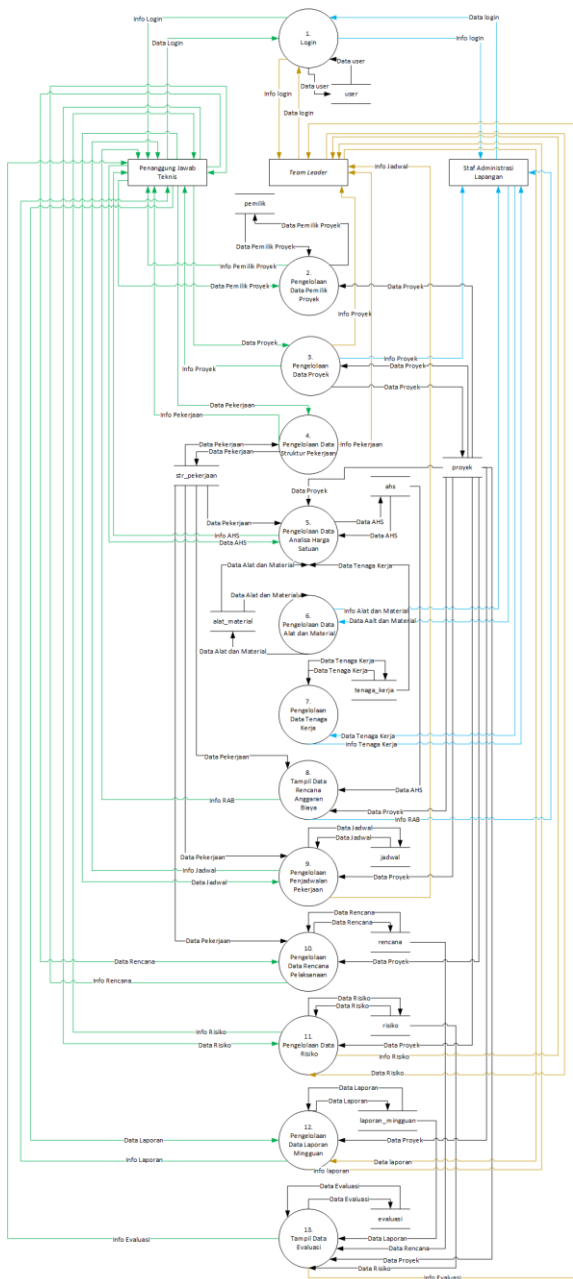 Info Login
Data Login
1.
Login
Data login
Info login
Data user
Data user
user
Info login
Data login
Penanggung Jawab
Teknis
Team Leader
Info Jadwal
Staf Administrasi
Lapangan
pemilik
Data Pemilik Proyek
Data Pemilik Proyek
Info Pemilik Proyek
Data Pemilik Proyek
2.
Pengelolaan
Data Pemilik
Proyek
Data Proyek
Info Proyek
Data Proyek
Info Proyek
3.
Pengelolaan
Data Proyek
Info Proyek
Data Proyek
Data Proyek
Data Pekerjaan
Info Pekerjaan
4.
Pengelolaan Data
Struktur Pekerjaan
Info Pekerjaan
Data Pekerjaan
Data Pekerjaan
str_pekerjaan
proyek
Data Proyek
ahs
Data Pekerjaan
5.
Pengelolaan Data
Analisa Harga
Satuan
Data AHS
Data AHS
Info AHS
Data AHS
Data Alat dan Material
Data Tenaga Kerja
Data Alat dan Material
alat_material
Data Alat dan Material
6.
Pengelolaan Data
Alat dan Material
Info Alat dan Material
Data Aalt dan Material
Data Tenaga Kerja
Data Tenaga Kerja
tenaga_kerja
7.
Pengelolaan
Data Tenaga
Kerja
Data Tenaga Kerja
Info Tenaga Kerja
Data Pekerjaan
8.
Tampil Data
Rencana
Anggaran
Biaya
Data AHS
Data Proyek
Info RAB
Info RAB
Data Jadwal
Data Jadwal
jadwal
Data Pekerjaan
9.
Pengelolaan
Penjadwalan
Pekerjaan
Info Jadwal
Data Jadwal
Data Proyek
Data Rencana
Data Rencana
rencana
Data Pekerjaan
10.
Pengelolaan
Data Rencana
Pelaksanaan
Data Rencana
Info Rencana
Data Proyek
Data Risiko
Data Risiko
risiko
Info Risiko
Data Risiko
11.
Pengelolaan Data
Risiko
Data Proyek
Info Risiko
Data Risiko
Data Laporan
Data Laporan
laporan_mingguan
12.
Pengelolaan
Data Laporan
Mingguan
Data Laporan
Info Laporan
Data Proyek
Data laporan
Info laporan
Data Evaluasi
Data Evaluasi
evaluasi
13.
Tampil Data
Evaluasi
Info Evaluasi
Data Laporan
Data Rencana
Data Proyek
Data Risiko
Info Evaluasi